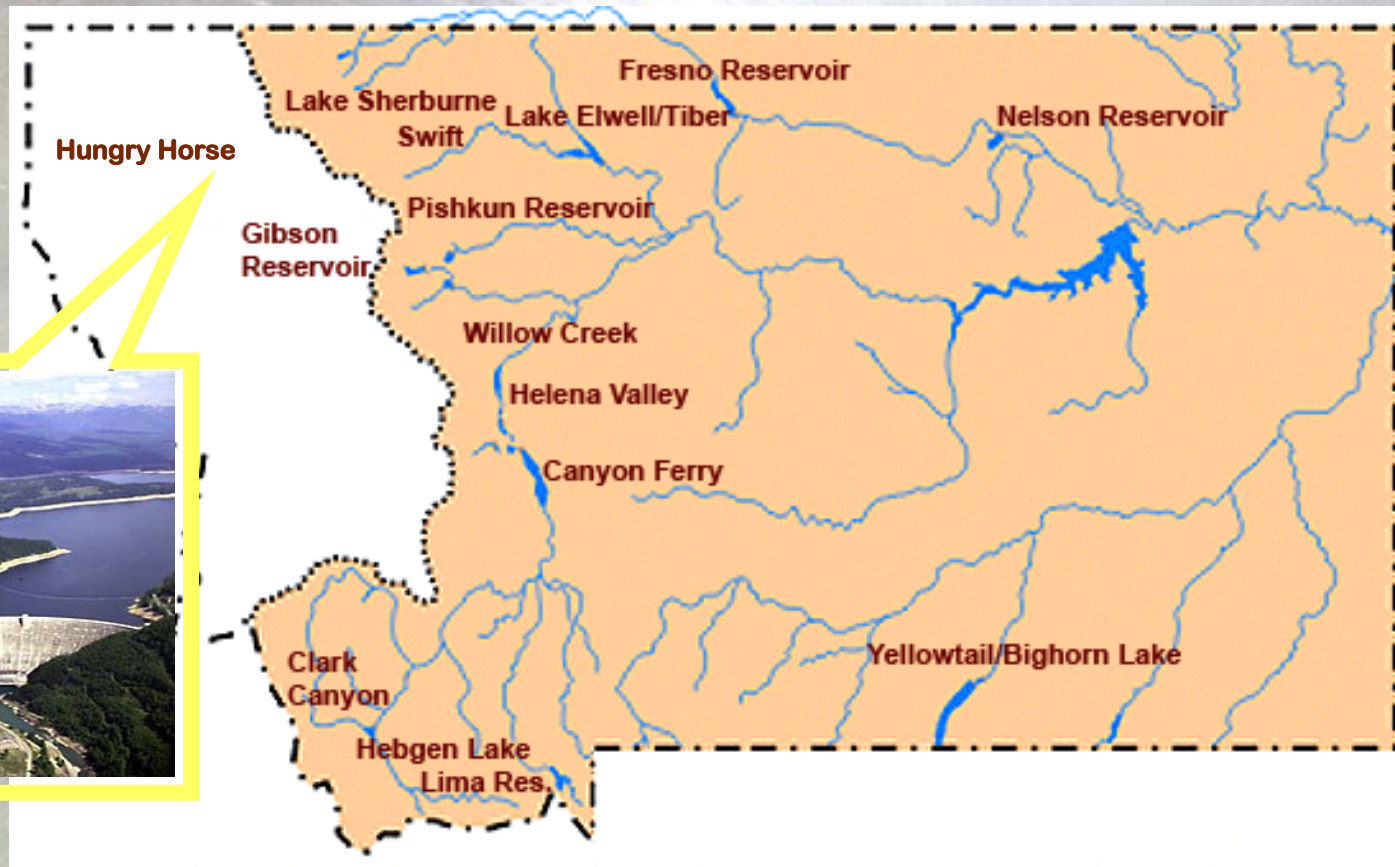 Fresno Reservoir
Lake Sherburne
Lake Elwell/Tiber
Nelson Reservoir
Swift
Hungry Horse
Pishkun Reservoir
Gibson
Reservoir
Willow Creek
Helena Valley
Canyon Ferry
Yellowtail/Bighorn Lake
Clark
Canyon
Hebgen Lake
Lima Res.